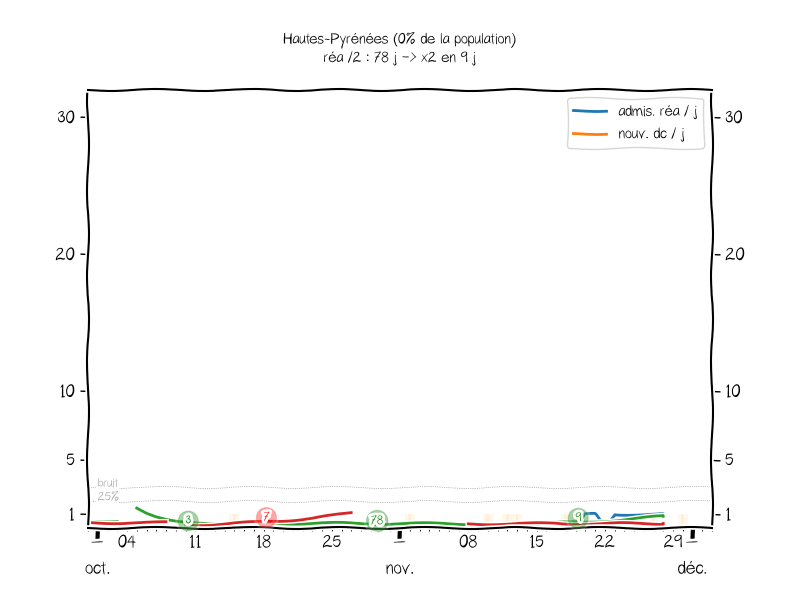 Hautes-Pyrénées (0% de la population)
réa /2 : 78 j -> x2 en 9 j
admis. réa / j
nouv. dc / j
30 30
20 20
10 10
5 5
bruit
25%
1 1
3 7 78 9
04 11 18 25 08 15 22 29
oct. nov. déc.